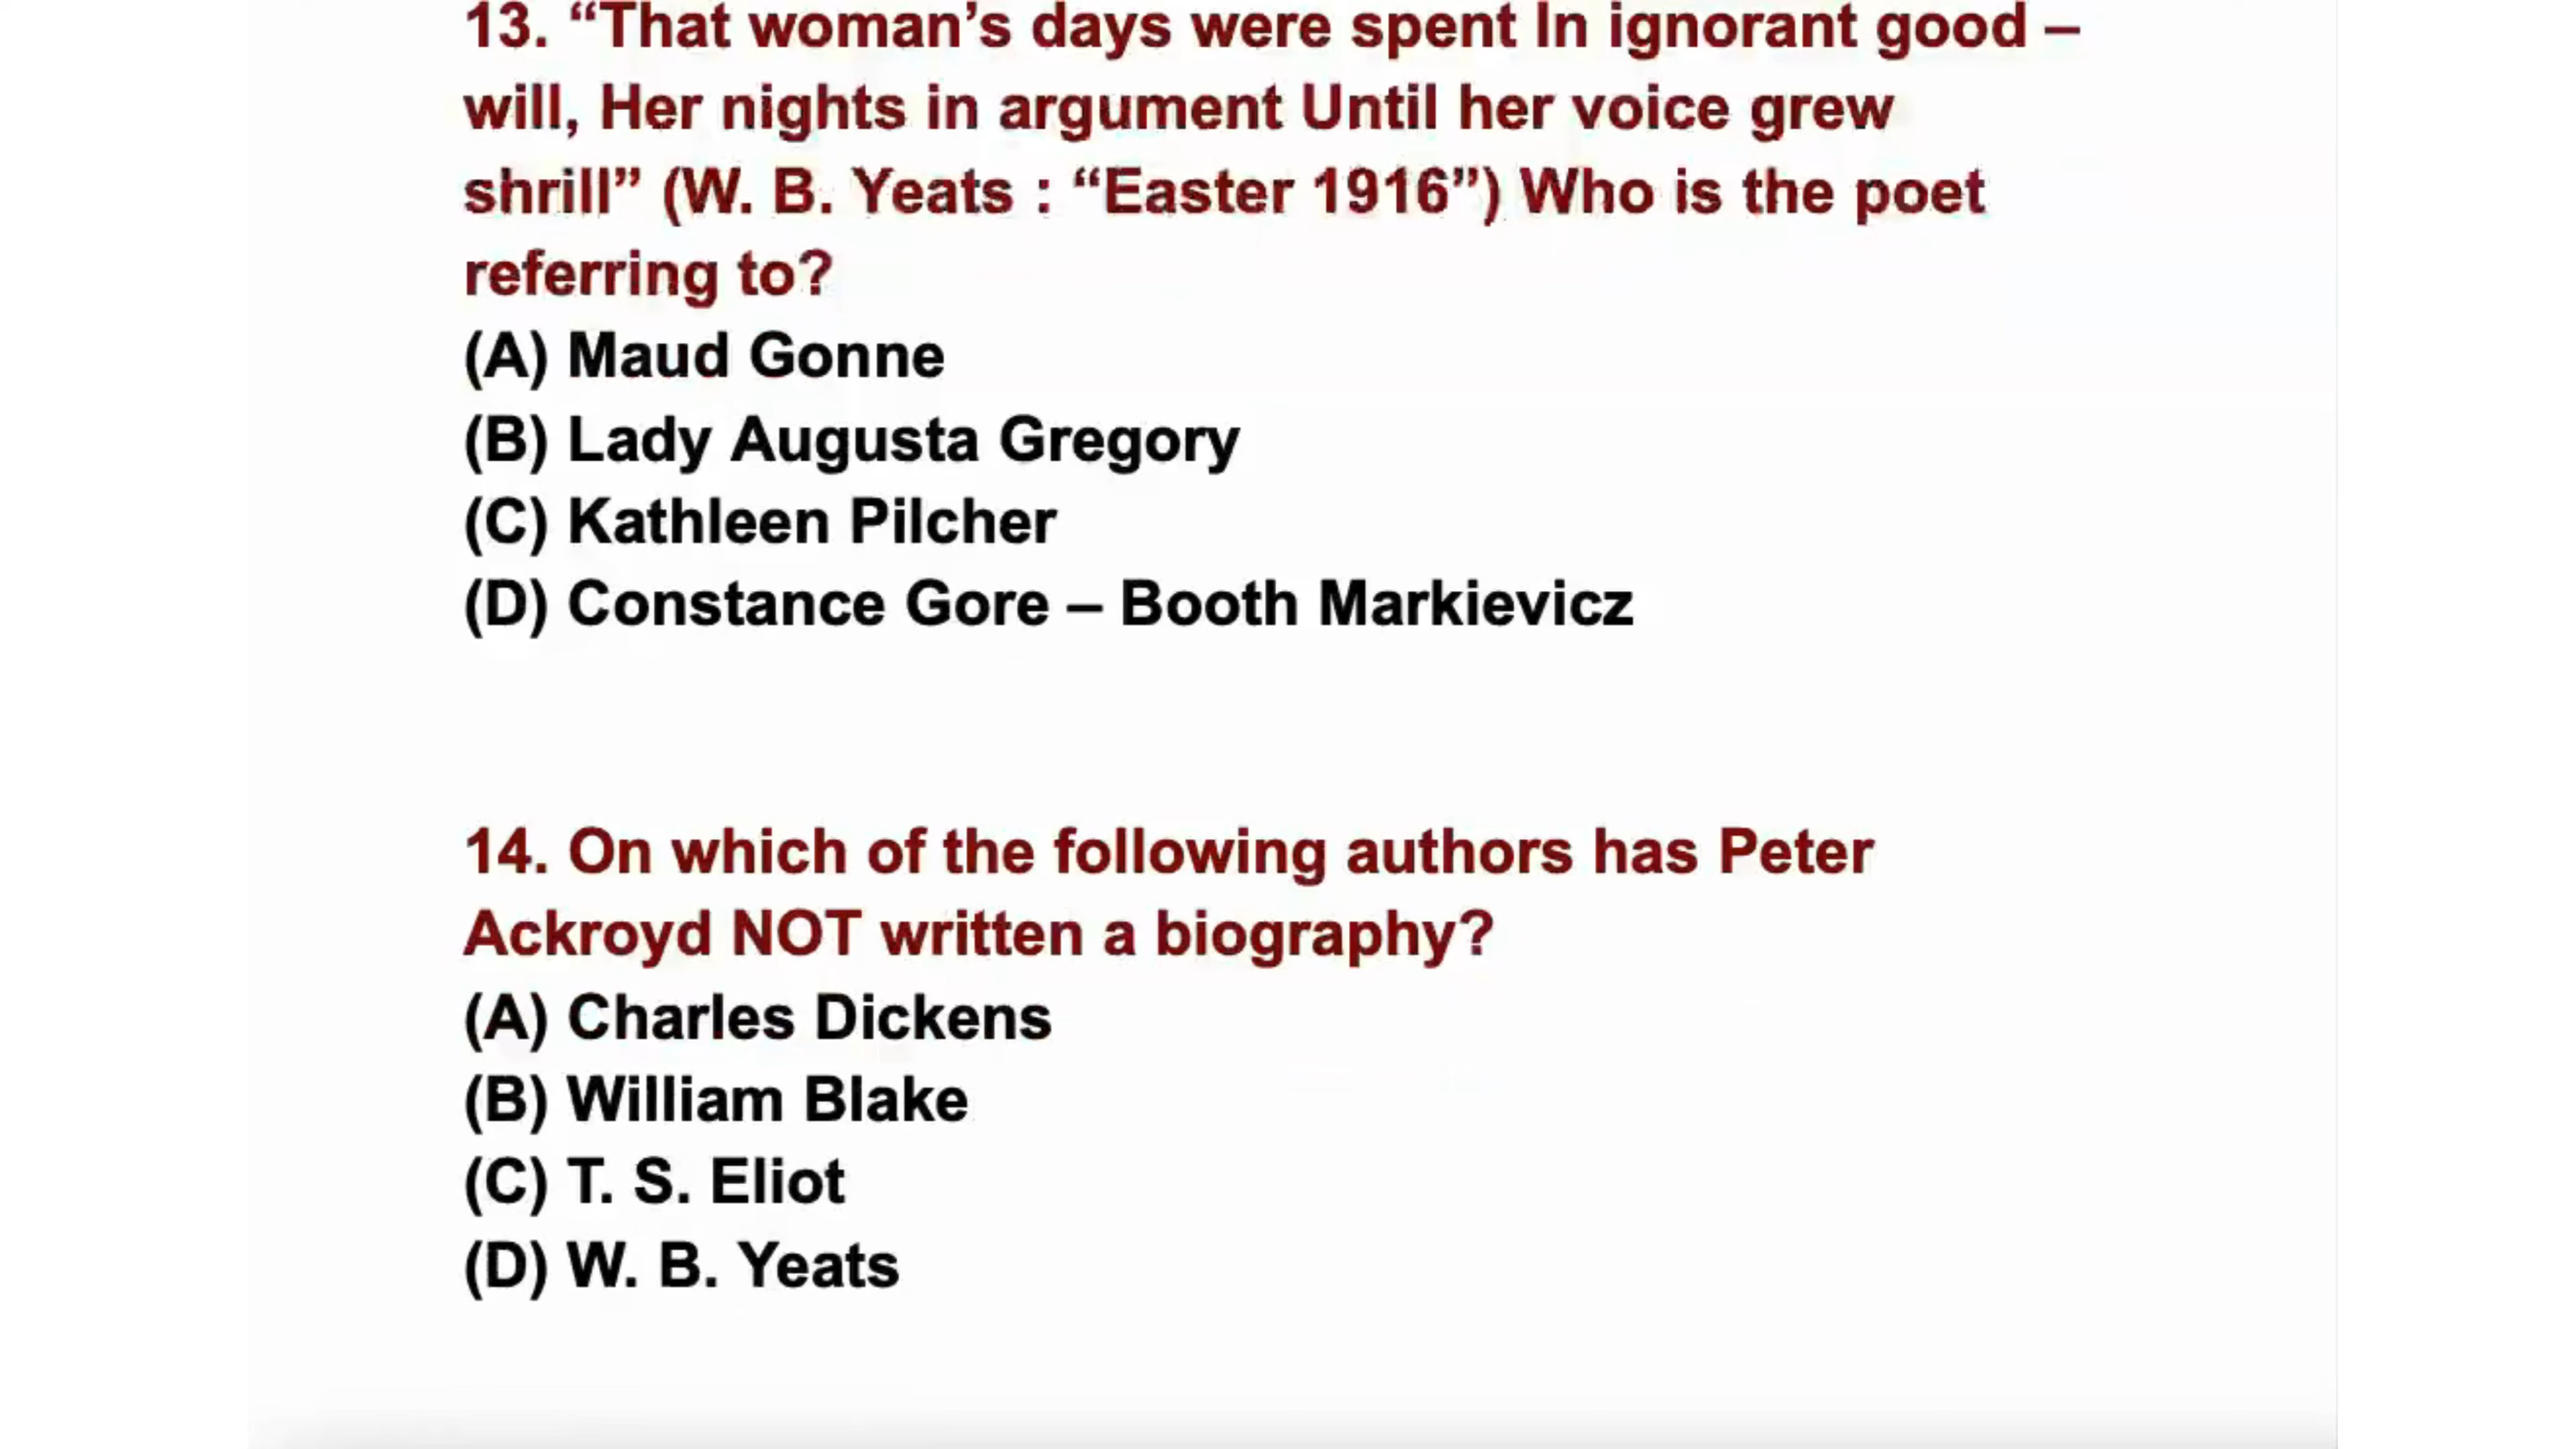 13. “That woman’s days were spent In ignorant good –
will, Her nights in argument Until her voice grew
shrill” (W. B. Yeats : “Easter 1916”) Who is the poet
referring to?
(A) Maud Gonne
(B) Lady Augusta Gregory
(C) Kathleen Pilcher
(D) Constance Gore – Booth Markievicz
14. On which of the following authors has Peter
Ackroyd NOT written a biography?
(A) Charles Dickens
(B) William Blake
(C) T. S. Eliot
(D) W. B. Yeats